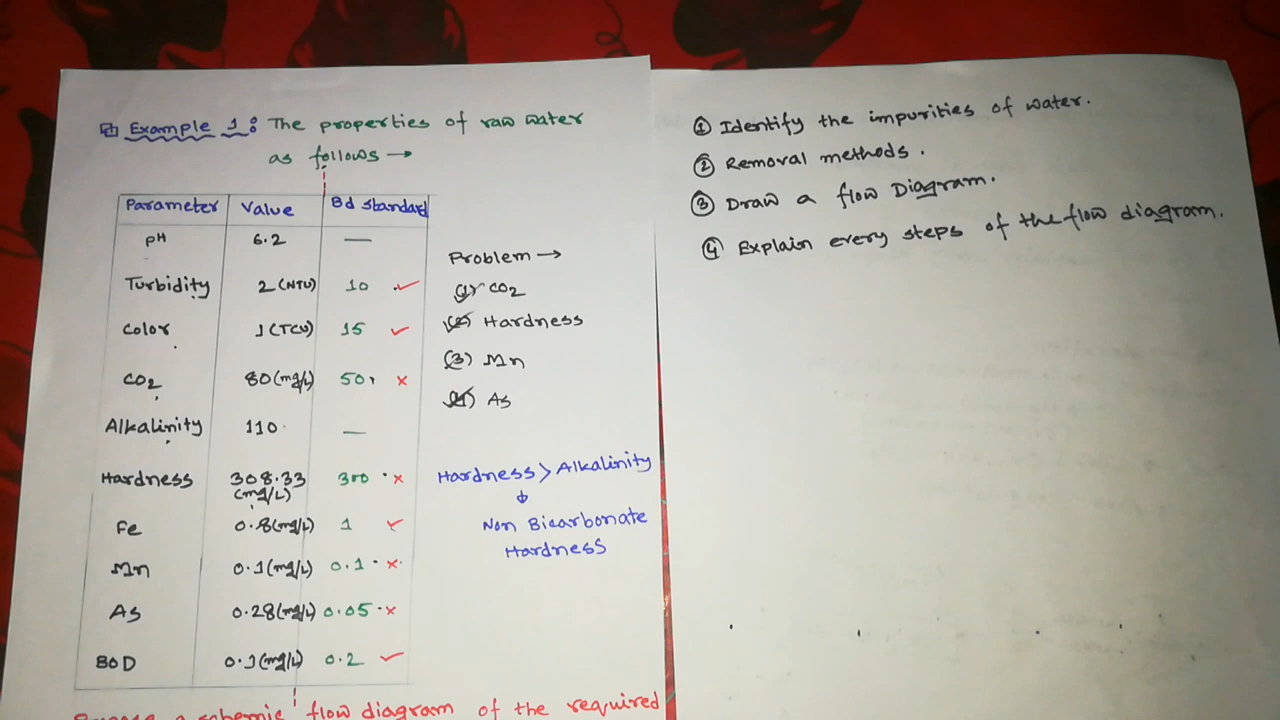 Example 1: The properties of raw water
as follows →
Parameter Value Bd standard
pH 6.2 —
Turbidity 2 (NTU) 10 ✓
Color 1 (TCU) 15 ✓
CO2 80 (mg/L) 50 ×
Alkalinity 110 —
Hardness 308.33 (mg/L) 300 ×
Fe 0.8 (mg/L) 1 ✓
Mn 0.1 (mg/L) 0.1 ×
As 0.28 (mg/L) 0.05 ×
BOD 0.1 (mg/L) 0.2 ✓
Problem →
(1) CO2
(2) Hardness
(3) Mn
(4) As
Hardness > Alkalinity
↓
Non Bicarbonate
Hardness
a schemic flow diagram of the required
① Identify the impurities of water.
② Removal methods.
③ Draw a flow Diagram.
④ Explain every steps of the flow diagram.